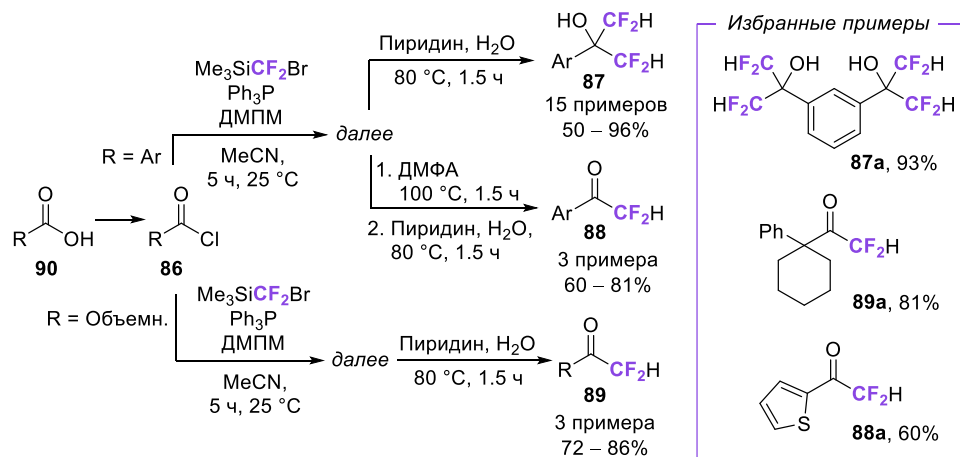 Me₃SiCF₂Br
Ph₃P
ДМПМ
MeCN,
5 ч, 25 °C
R = Ar
O
R
OH
90
O
R
Cl
86
R = Объемн.
Me₃SiCF₂Br
Ph₃P
ДМПМ
MeCN,
5 ч, 25 °C
далее
Пиридин, H₂O
80 °C, 1.5 ч
HO
CF₂H
Ar
CF₂H
87
15 примеров
50 – 96%
1. ДМФА
100 °C, 1.5 ч
2. Пиридин, H₂O,
80 °C, 1.5 ч
O
Ar
CF₂H
88
3 примера
60 – 81%
далее
Пиридин, H₂O
80 °C, 1.5 ч
O
R
CF₂H
89
3 примера
72 – 86%
Избранные примеры
HF₂C
OH
HO
CF₂H
HF₂C
CF₂H
87a, 93%
Ph
O
CF₂H
89a, 81%
O
CF₂H
S
88a, 60%